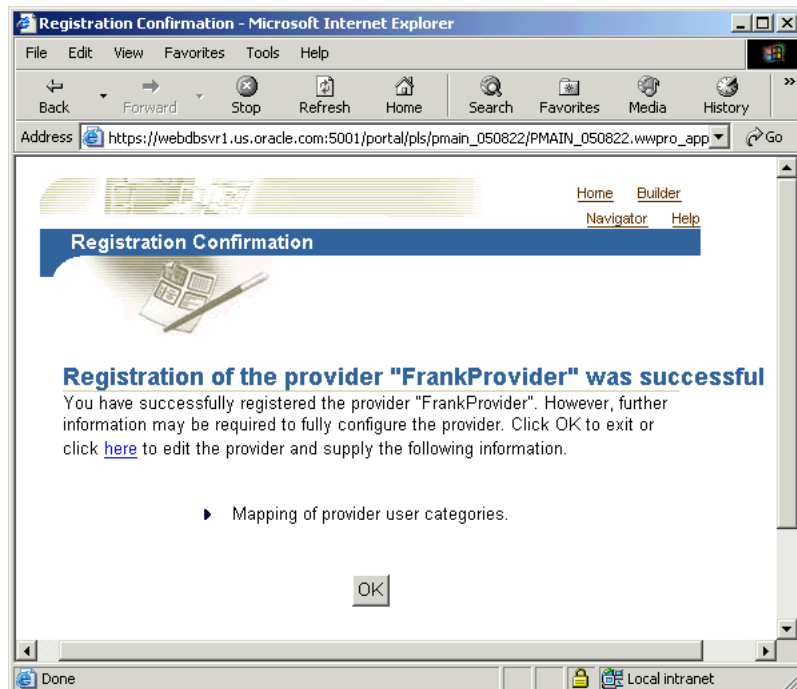 Registration Confirmation - Microsoft Internet Explorer
File Edit View Favorites Tools Help
Back Forward Stop Refresh Home Search Favorites Media History »
Address https://webdbsvr1.us.oracle.com:5001/portal/pls/pmain_050822/PMAIN_050822.wwpro_app Go
Home Builder
Navigator Help
Registration Confirmation
Registration of the provider "FrankProvider" was successful
You have successfully registered the provider "FrankProvider". However, further
information may be required to fully configure the provider. Click OK to exit or
click here to edit the provider and supply the following information.
Mapping of provider user categories.
OK
Done Local intranet